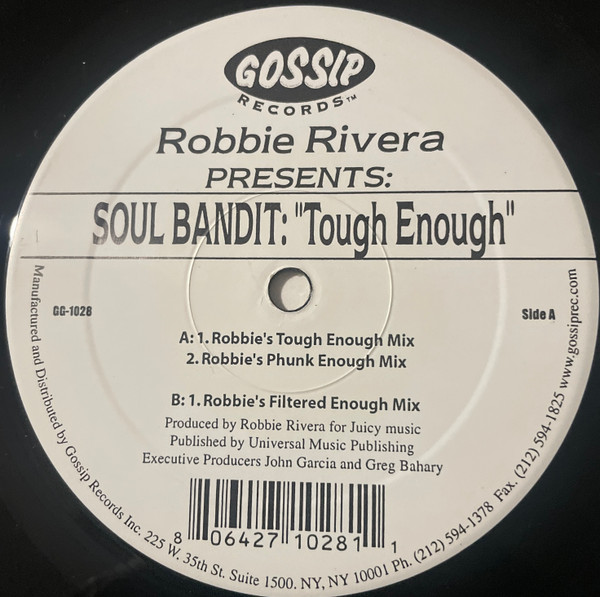 GOSSIP
RECORDS™
Robbie Rivera
PRESENTS:
SOUL BANDIT: "Tough Enough"
GG-1028
Side A
A: 1. Robbie's Tough Enough Mix
2. Robbie's Phunk Enough Mix
B: 1. Robbie's Filtered Enough Mix
Produced by Robbie Rivera for Juicy music
Published by Universal Music Publishing
Executive Producers John Garcia and Greg Bahary
8 06427 10281 1
Manufactured and Distributed by Gossip Records Inc. 225 W. 35th St. Suite 1500. NY, NY 10001 Ph. (212) 594-1378 Fax. (212) 594-1825 www.gossiprec.com